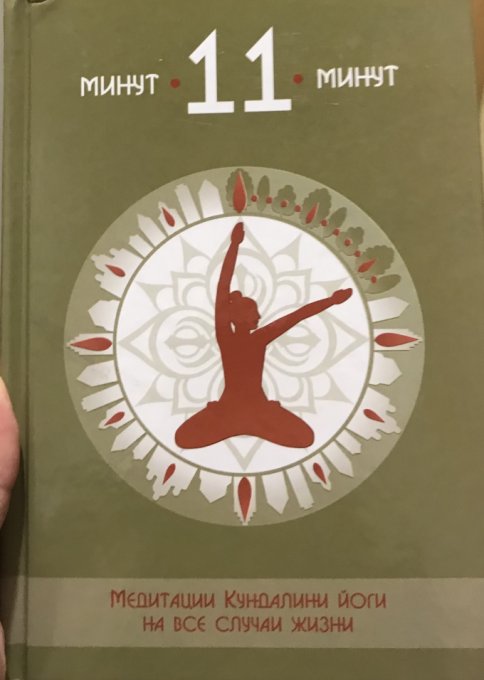 минут • 11 • минут
Медитации Кундалини йоги
на все случаи жизни